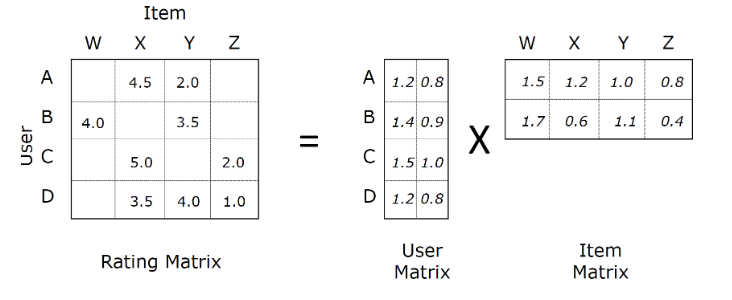 Item
W X Y Z W X Y Z
A 4.5 2.0 A 1.2 0.8 1.5 1.2 1.0 0.8
B 4.0 3.5 B 1.4 0.9 1.7 0.6 1.1 0.4
User = X
C 5.0 2.0 C 1.5 1.0
D 3.5 4.0 1.0 D 1.2 0.8
Rating Matrix
User
Matrix
Item
Matrix